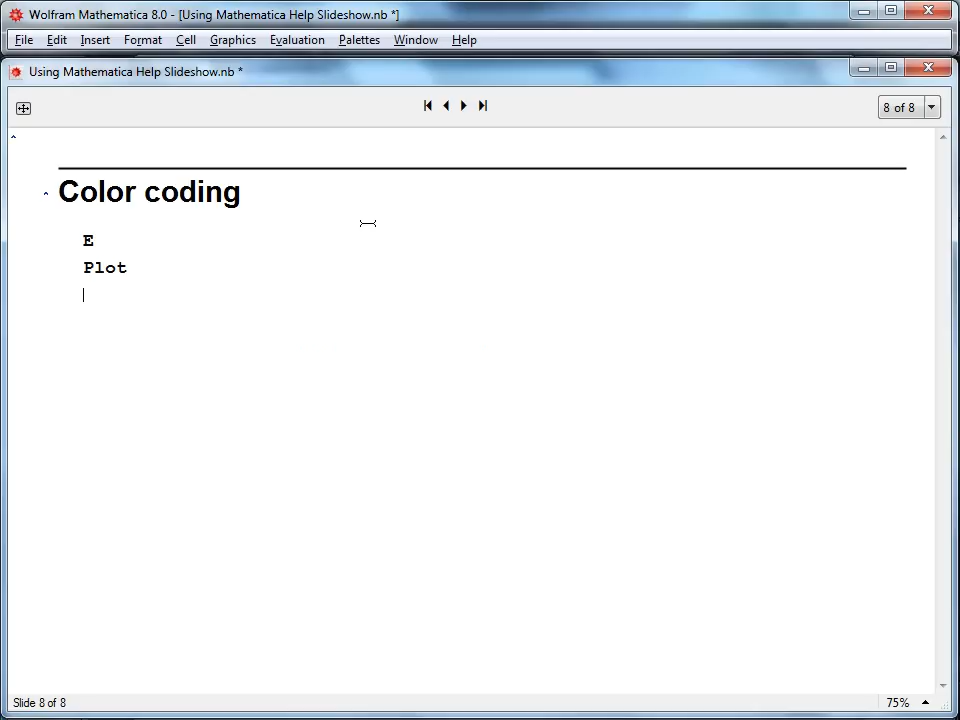 Wolfram Mathematica 8.0 - [Using Mathematica Help Slideshow.nb *]
File Edit Insert Format Cell Graphics Evaluation Palettes Window Help
Using Mathematica Help Slideshow.nb *
8 of 8
Color coding
E
Plot
Slide 8 of 8
75%